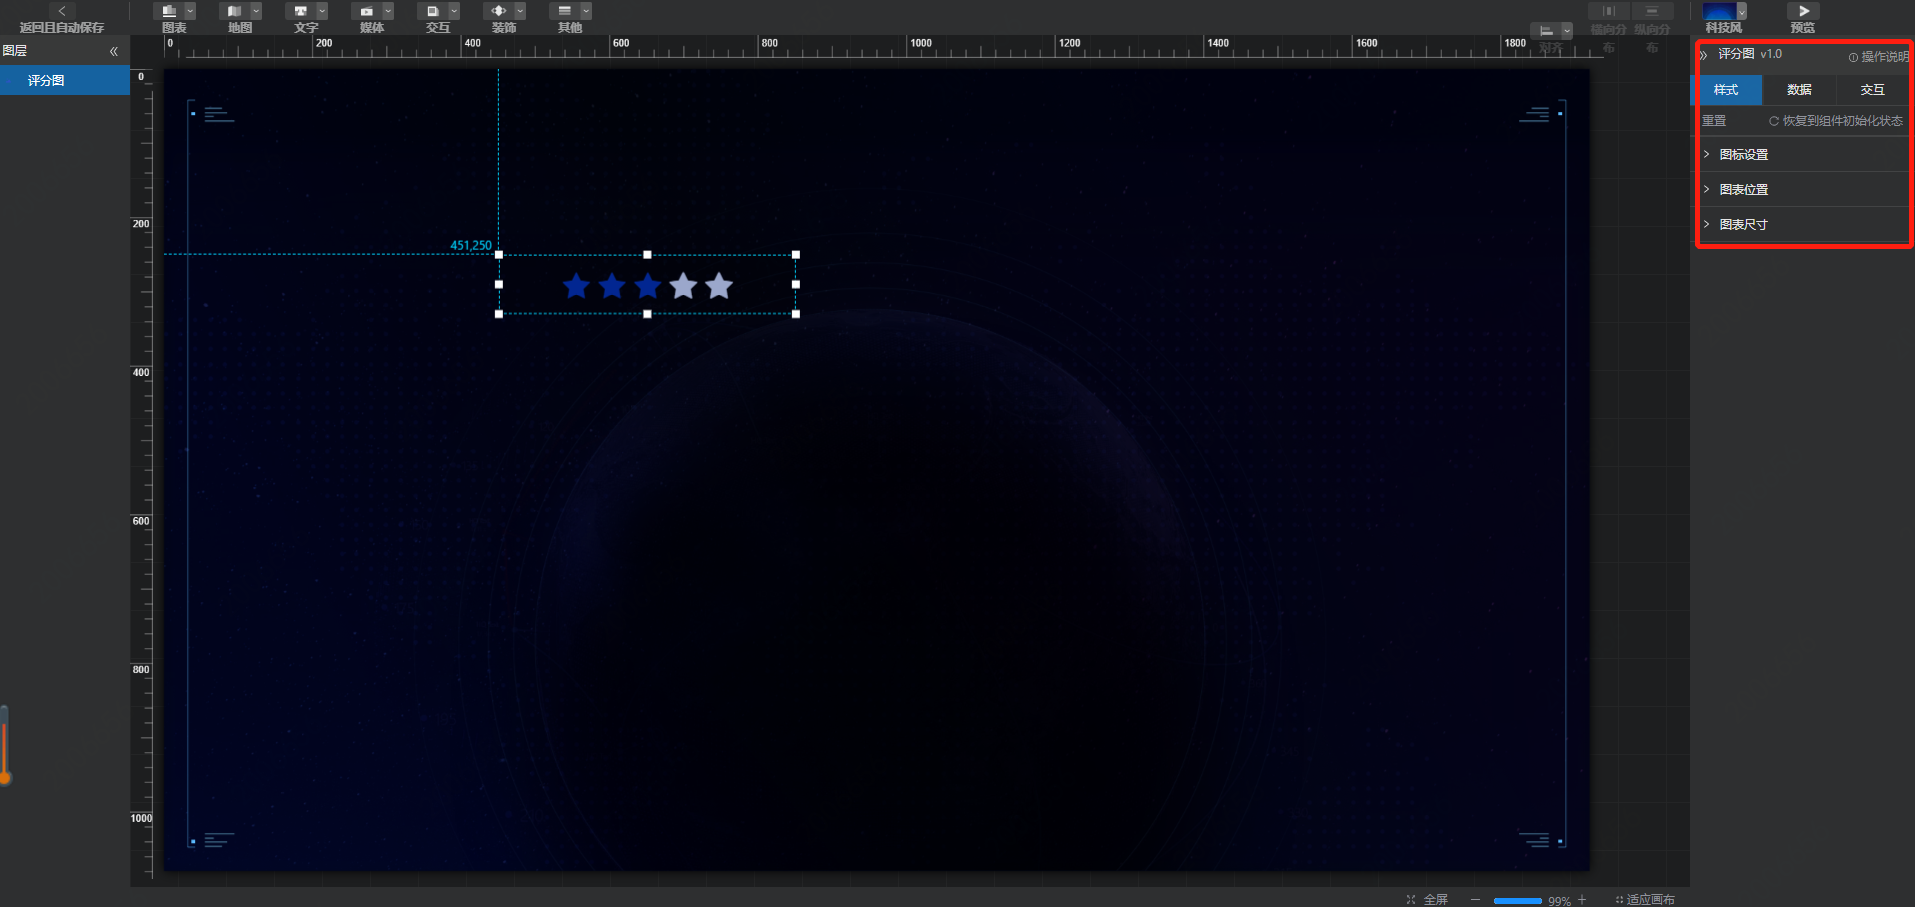 返回且自动保存
图表
地图
文字
媒体
交互
装饰
其他
对齐
横向分布
纵向分布
科技风
预览
图层
评分图
0 200 400 600 800 1000 1200 1400 1600 1800
0
200
400
600
800
1000
451,250
评分图 v1.0
操作说明
样式 数据 交互
重置 恢复到组件初始化状态
图标设置
图表位置
图表尺寸
全屏 99% 适应画布